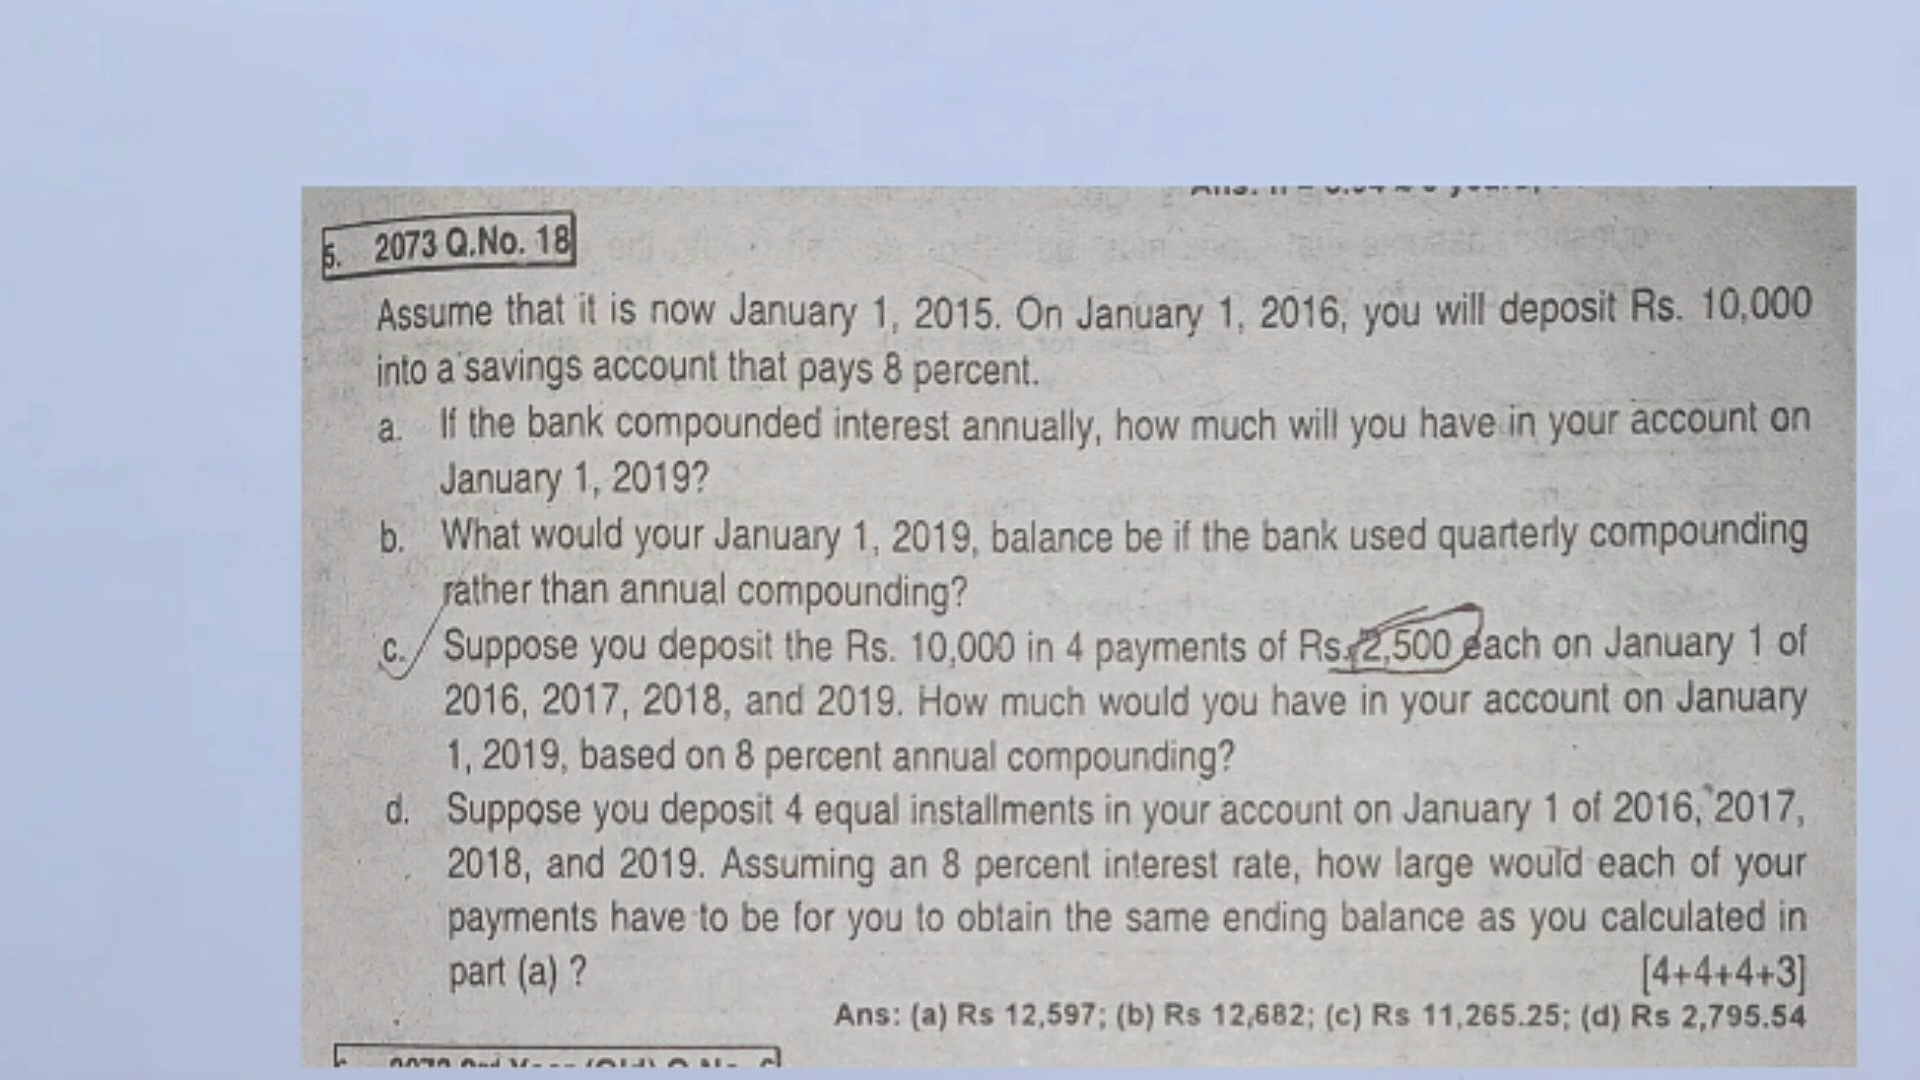 5. 2073 Q.No. 18
Assume that it is now January 1, 2015. On January 1, 2016, you will deposit Rs. 10,000
into a savings account that pays 8 percent.
a. If the bank compounded interest annually, how much will you have in your account on
January 1, 2019?
b. What would your January 1, 2019, balance be if the bank used quarterly compounding
rather than annual compounding?
c. Suppose you deposit the Rs. 10,000 in 4 payments of Rs. 2,500 each on January 1 of
2016, 2017, 2018, and 2019. How much would you have in your account on January
1, 2019, based on 8 percent annual compounding?
d. Suppose you deposit 4 equal installments in your account on January 1 of 2016, 2017,
2018, and 2019. Assuming an 8 percent interest rate, how large would each of your
payments have to be for you to obtain the same ending balance as you calculated in
part (a) ?
[4+4+4+3]
Ans: (a) Rs 12,597; (b) Rs 12,682; (c) Rs 11,265.25; (d) Rs 2,795.54